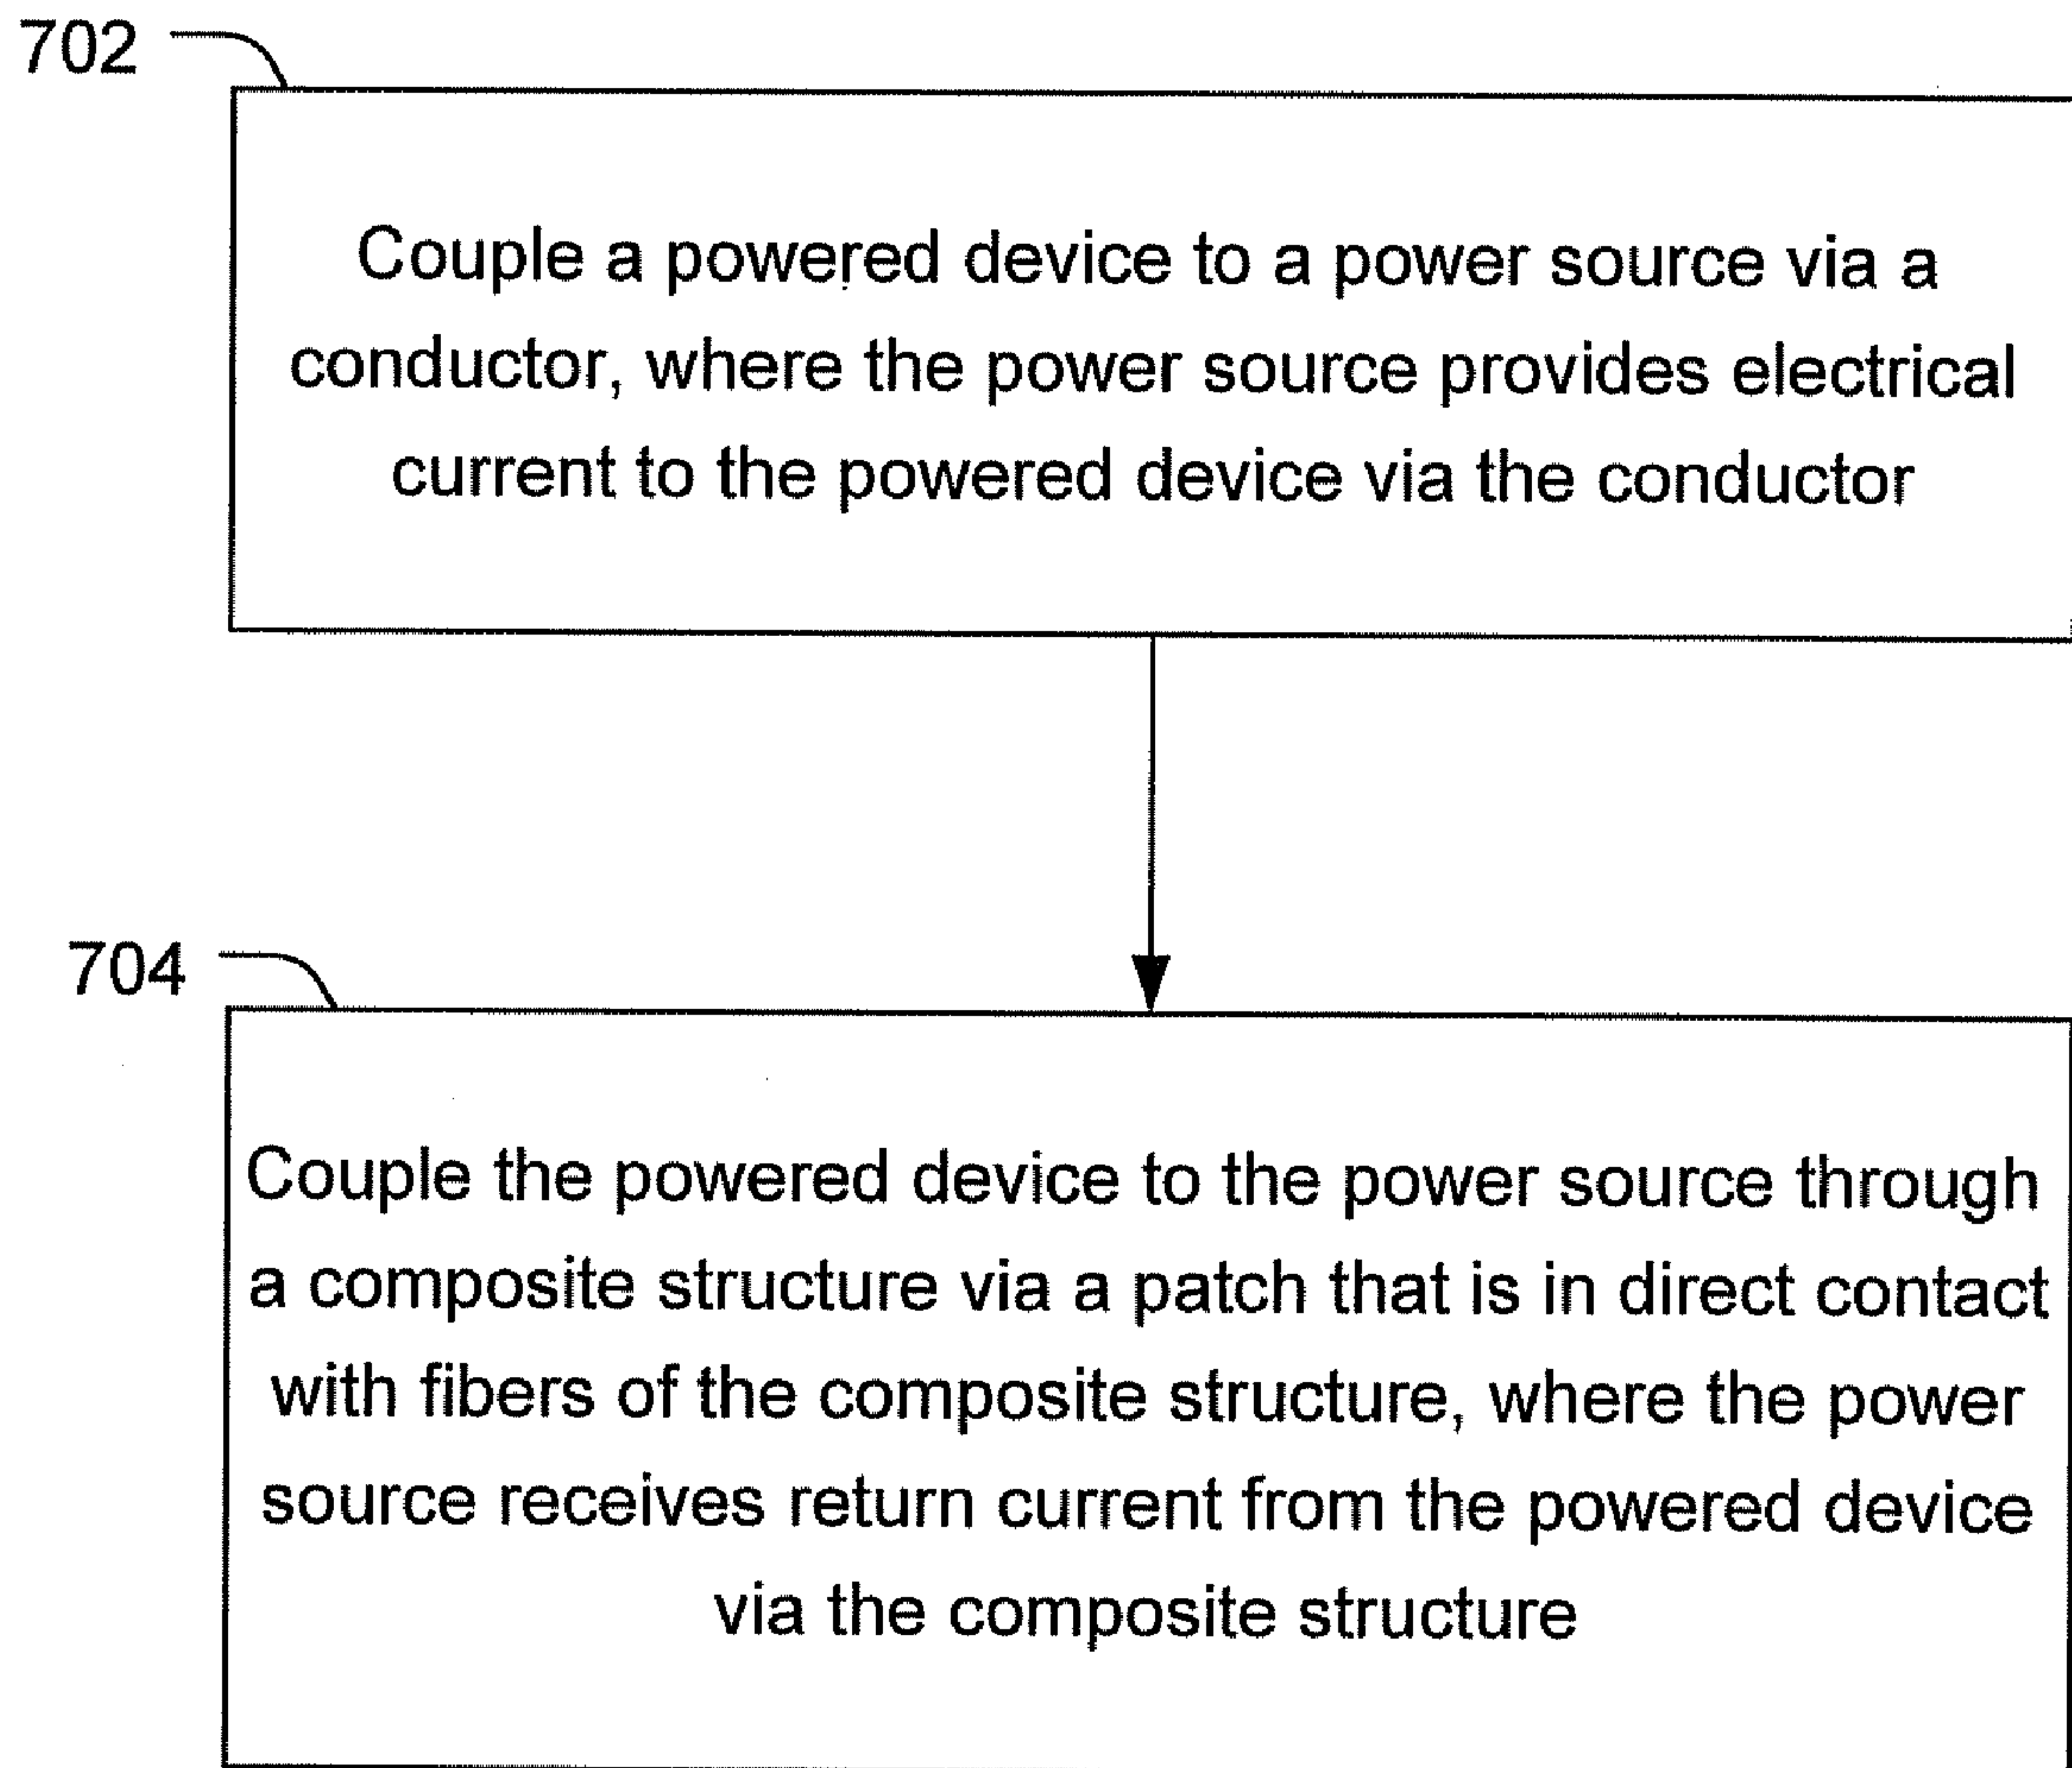 702
Couple a powered device to a power source via a
conductor, where the power source provides electrical
current to the powered device via the conductor
704
Couple the powered device to the power source through
a composite structure via a patch that is in direct contact
with fibers of the composite structure, where the power
source receives return current from the powered device
via the composite structure